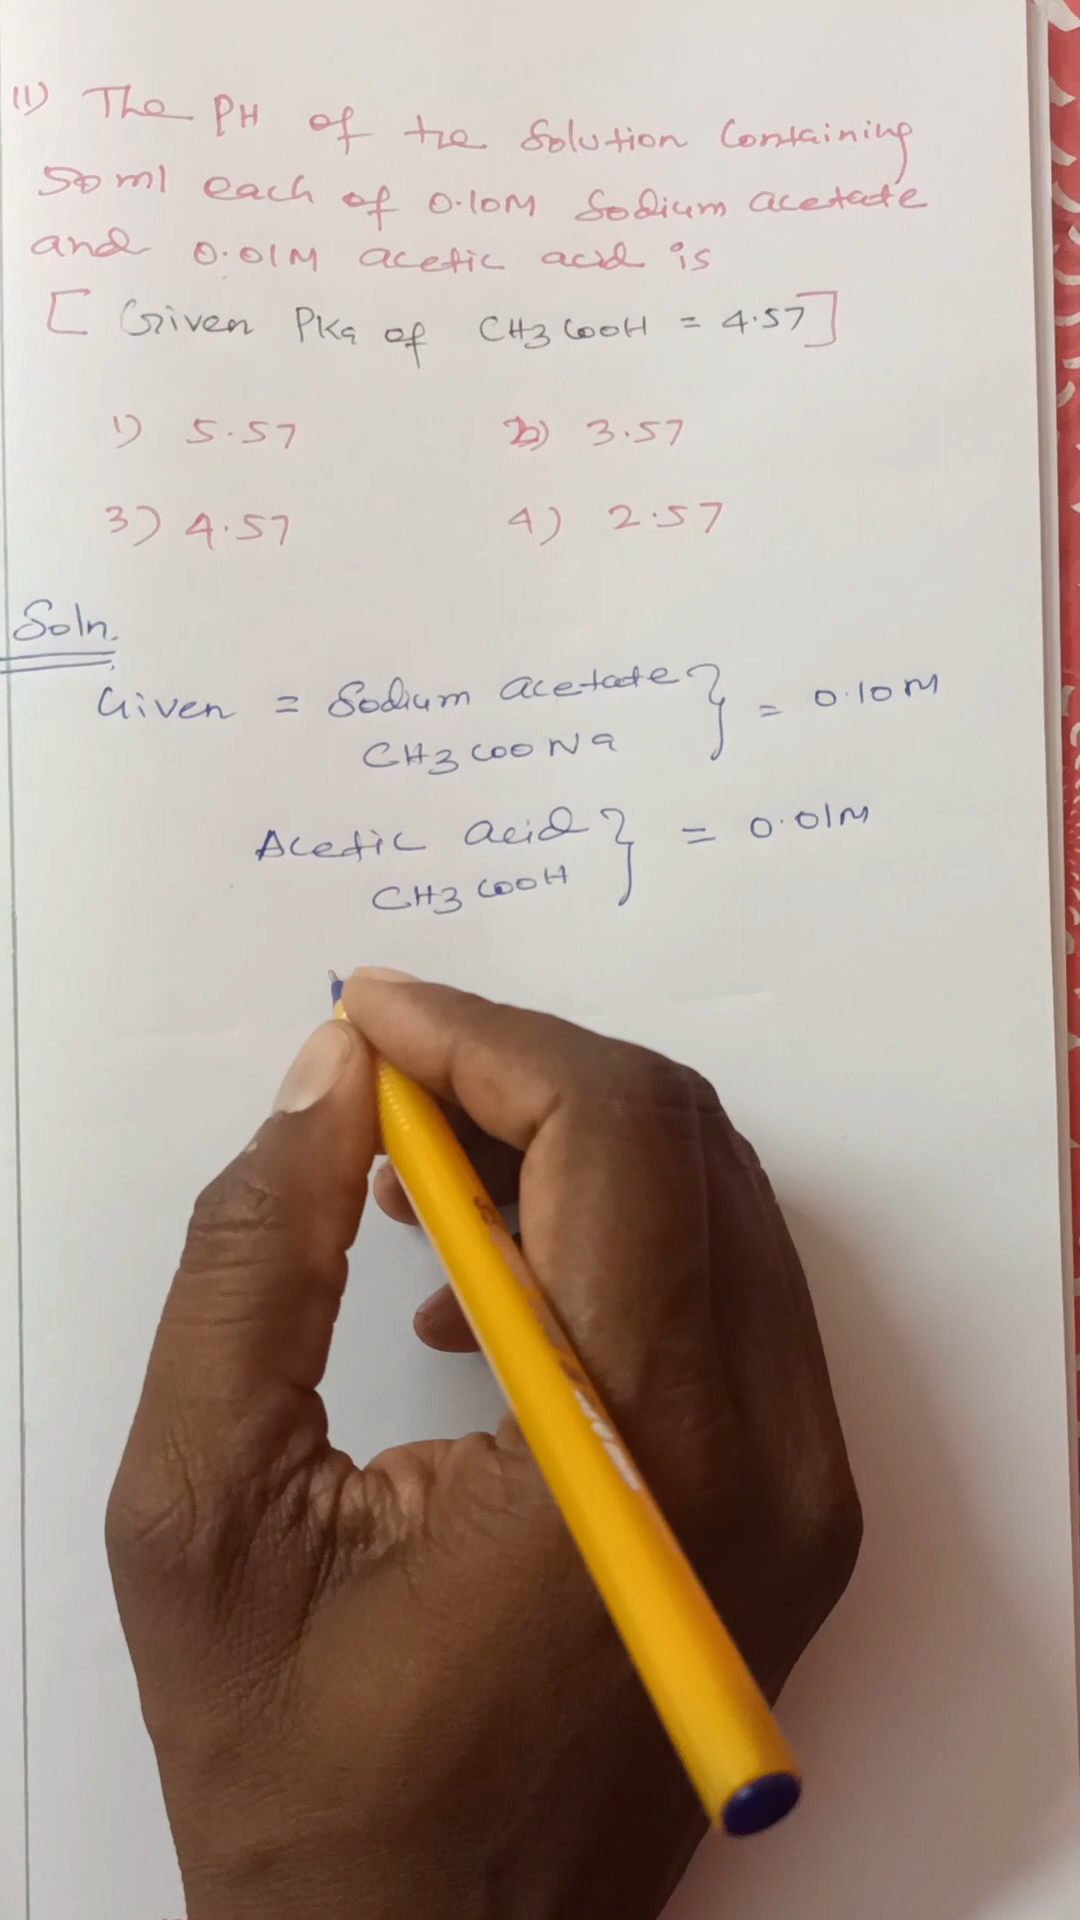 11) The PH of the Solution Containing
50 ml each of 0.10M Sodium acetate
and 0.01M acetic acid is
[ Given PKa of CH3COOH = 4.57]
1) 5.57 2) 3.57
3) 4.57 4) 2.57
Soln.
Given = Sodium acetate } = 0.10M
CH3COONa
Acetic acid } = 0.01M
CH3COOH